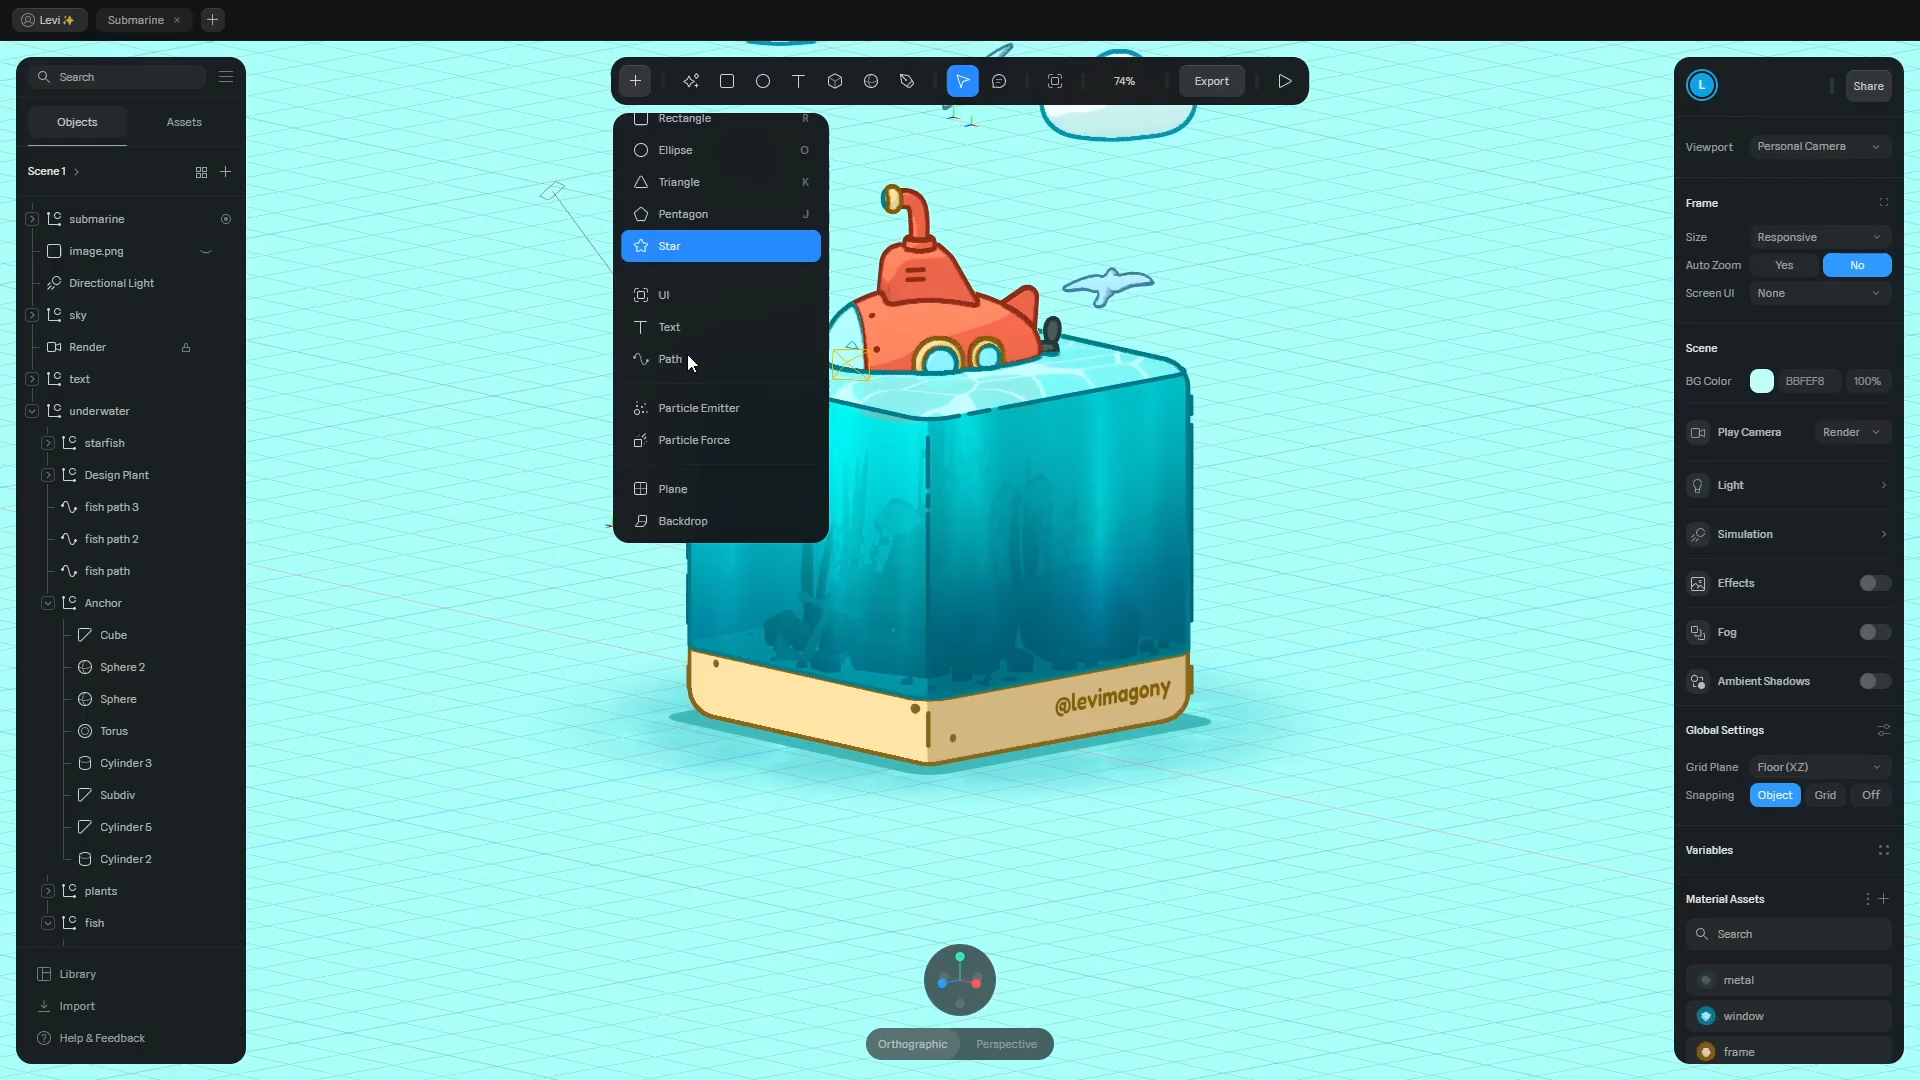 Levi✨
Submarine
74%
Export
Search
Objects
Assets
Scene 1
submarine
image.png
Directional Light
sky
Render
text
underwater
starfish
Design Plant
fish path 3
fish path 2
fish path
Anchor
Cube
Sphere 2
Sphere
Torus
Cylinder 3
Subdiv
Cylinder 5
Cylinder 2
plants
fish
Library
Import
Help & Feedback
Rectangle R
Ellipse O
Triangle K
Pentagon J
Star
UI
Text
Path
Particle Emitter
Particle Force
Plane
Backdrop
@levimagony
Orthographic
Perspective
L
Share
Viewport Personal Camera
Frame
Size Responsive
Auto Zoom Yes No
Screen UI None
Scene
BG Color BBFEF8 100%
Play Camera Render
Light
Simulation
Effects
Fog
Ambient Shadows
Global Settings
Grid Plane Floor (XZ)
Snapping Object Grid Off
Variables
Material Assets
Search
metal
window
frame